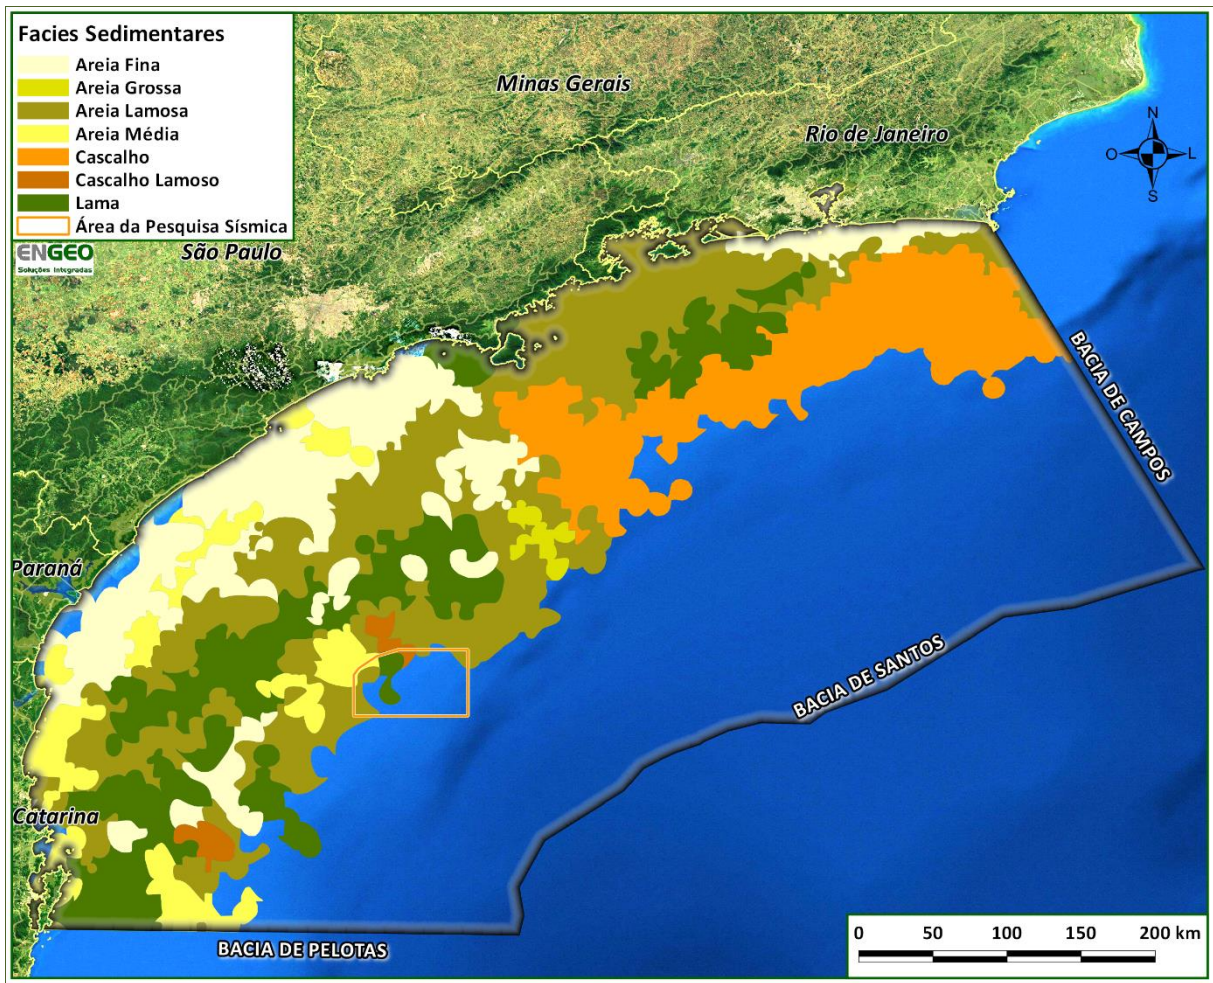 Facies Sedimentares
Areia Fina
Areia Grossa
Areia Lamosa
Areia Média
Cascalho
Cascalho Lamoso
Lama
Área da Pesquisa Sísmica
ENGEO
Soluções Integradas
Minas Gerais
Rio de Janeiro
N
O
L
S
São Paulo
BACIA DE CAMPOS
Paraná
BACIA DE SANTOS
Catarina
BACIA DE PELOTAS
0 50 100 150 200 km